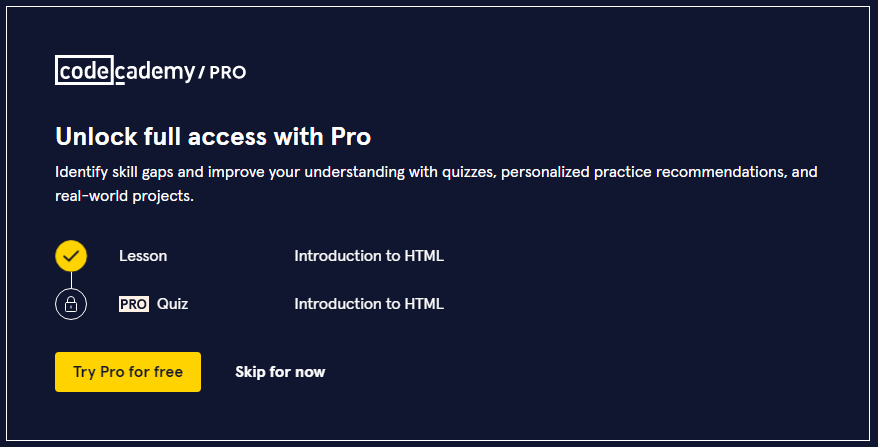 codecademy / PRO
Unlock full access with Pro
Identify skill gaps and improve your understanding with quizzes, personalized practice recommendations, and
real-world projects.
Lesson Introduction to HTML
PRO Quiz Introduction to HTML
Try Pro for free Skip for now